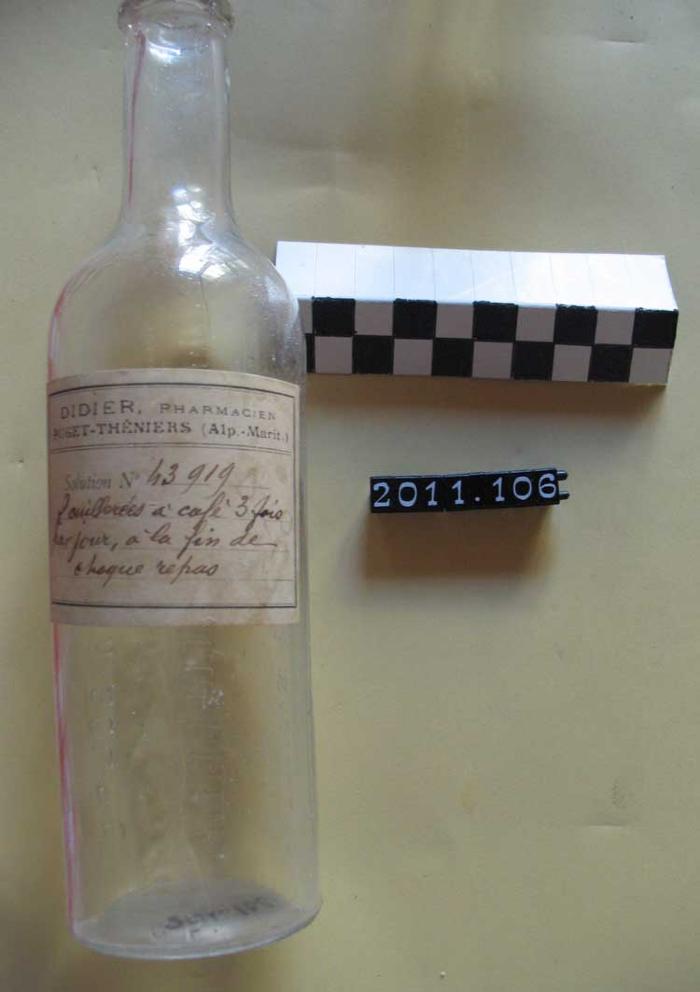 DIDIER, PHARMACIEN
PUGET-THÉNIERS (Alp.-Marit.)
Solution N° 43 919
2 cuillerées à café 3 fois
par jour, à la fin de
chaque repas
2011.106